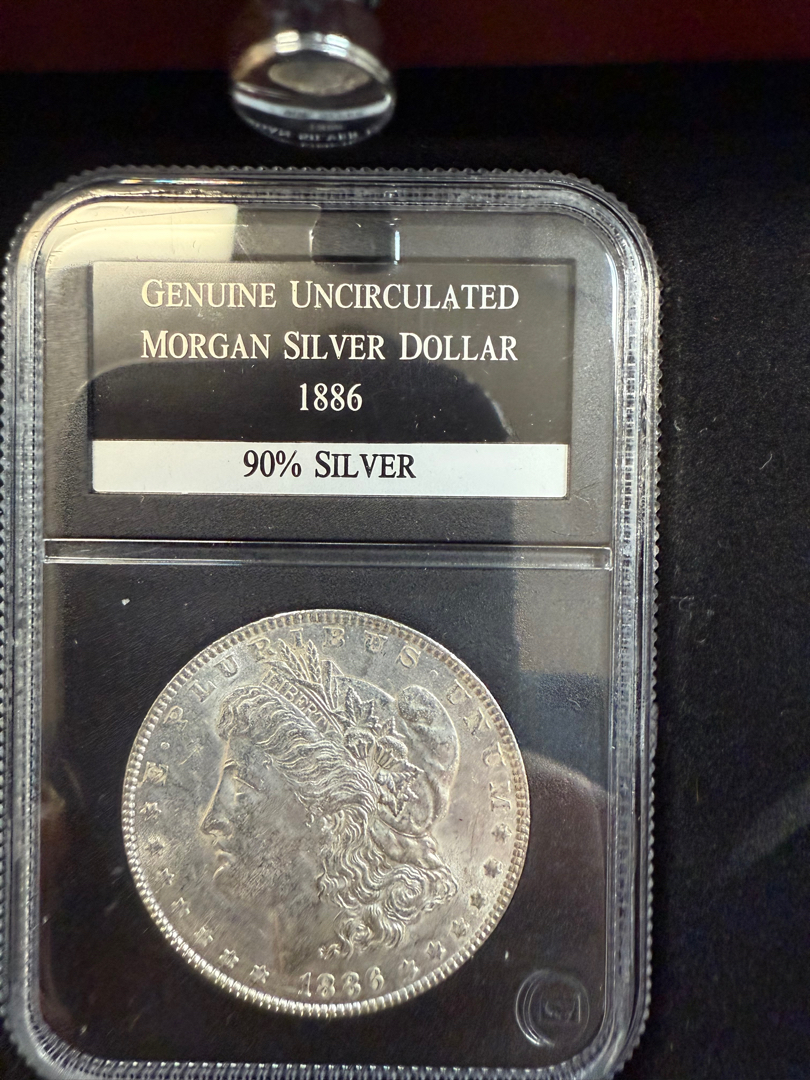 GENUINE UNCIRCULATED
MORGAN SILVER DOLLAR
1886
90% SILVER
E·PLURIBUS·UNUM
LIBERTY
1886